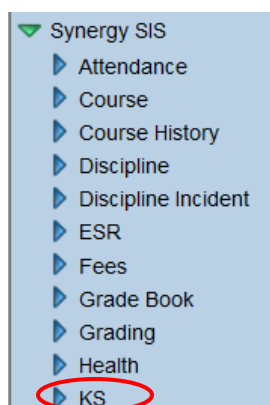 Synergy SIS
Attendance
Course
Course History
Discipline
Discipline Incident
ESR
Fees
Grade Book
Grading
Health
KS